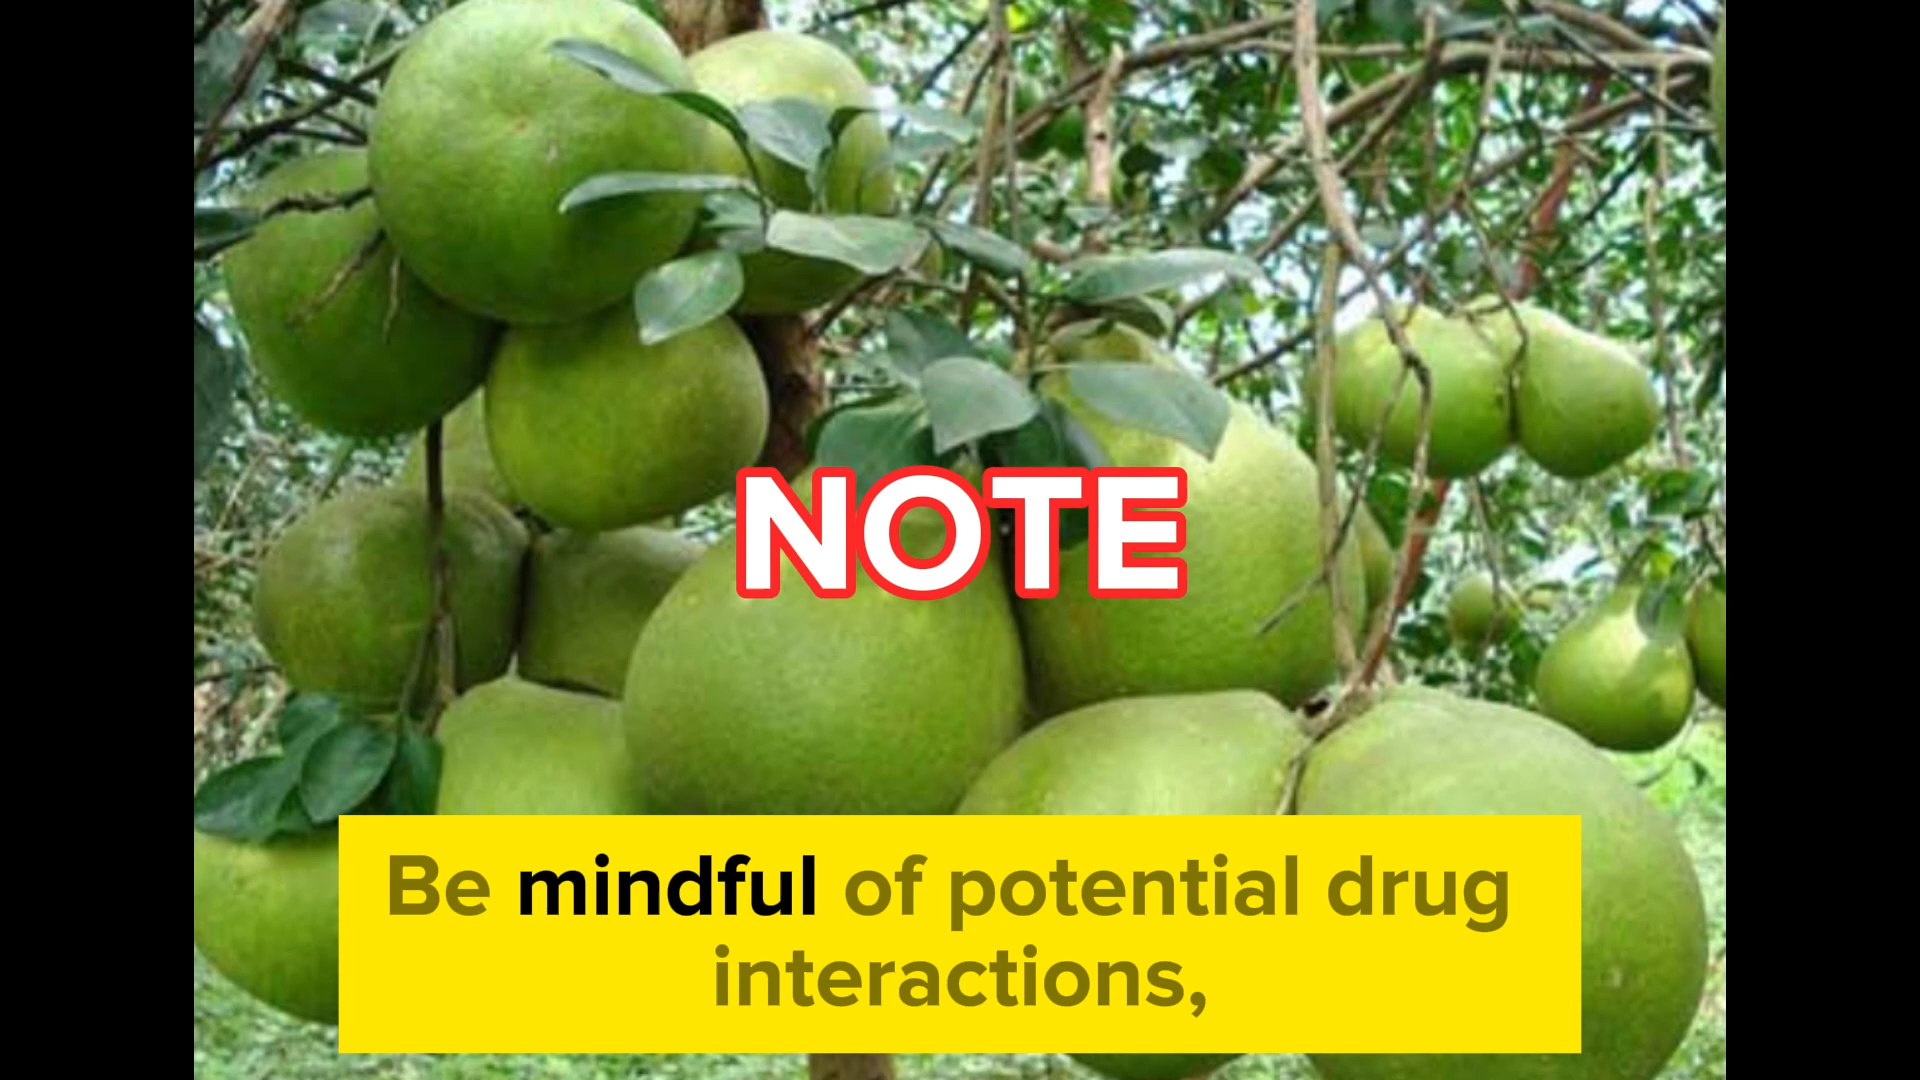 NOTE
Be mindful of potential drug
interactions,